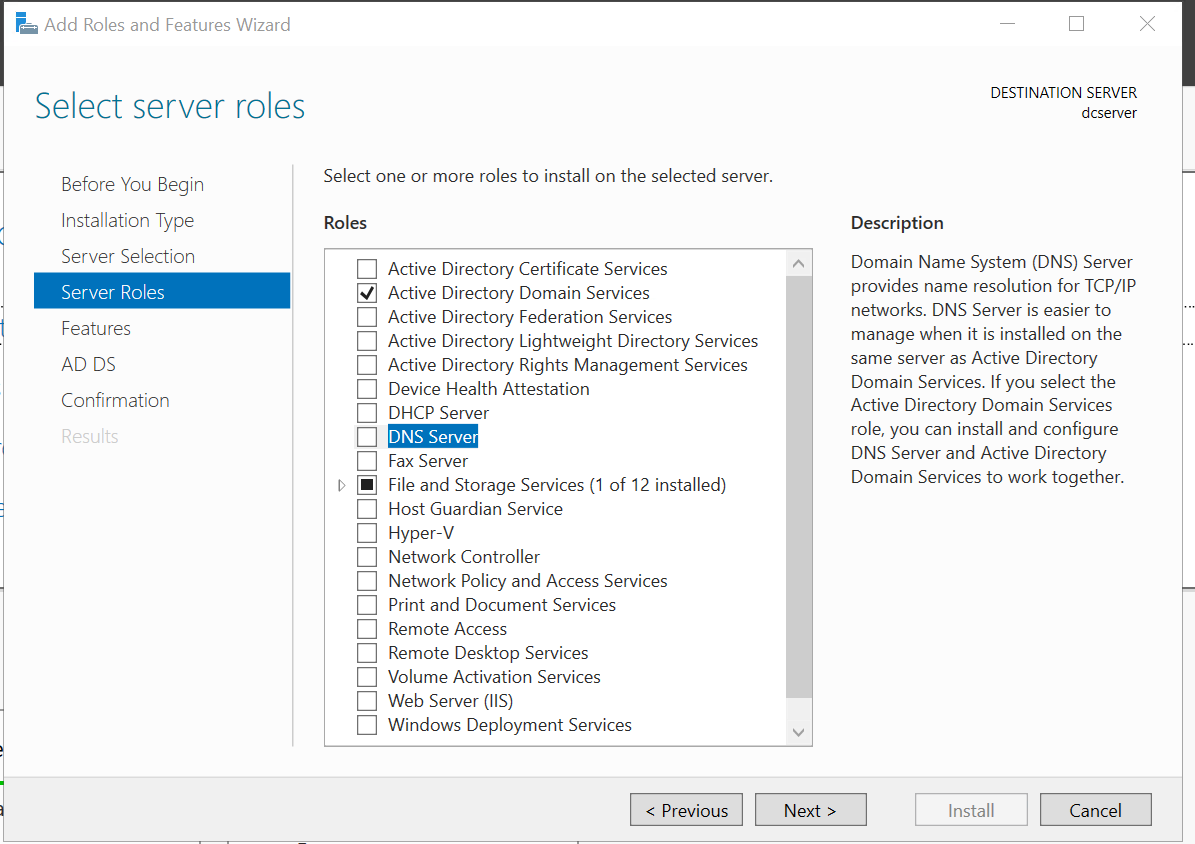 Add Roles and Features Wizard
Select server roles
DESTINATION SERVER
dcserver
Before You Begin
Installation Type
Server Selection
Server Roles
Features
AD DS
Confirmation
Results
Select one or more roles to install on the selected server.
Roles
Active Directory Certificate Services
Active Directory Domain Services
Active Directory Federation Services
Active Directory Lightweight Directory Services
Active Directory Rights Management Services
Device Health Attestation
DHCP Server
DNS Server
Fax Server
File and Storage Services (1 of 12 installed)
Host Guardian Service
Hyper-V
Network Controller
Network Policy and Access Services
Print and Document Services
Remote Access
Remote Desktop Services
Volume Activation Services
Web Server (IIS)
Windows Deployment Services
Description
Domain Name System (DNS) Server
provides name resolution for TCP/IP
networks. DNS Server is easier to
manage when it is installed on the
same server as Active Directory
Domain Services. If you select the
Active Directory Domain Services
role, you can install and configure
DNS Server and Active Directory
Domain Services to work together.
< Previous
Next >
Install
Cancel